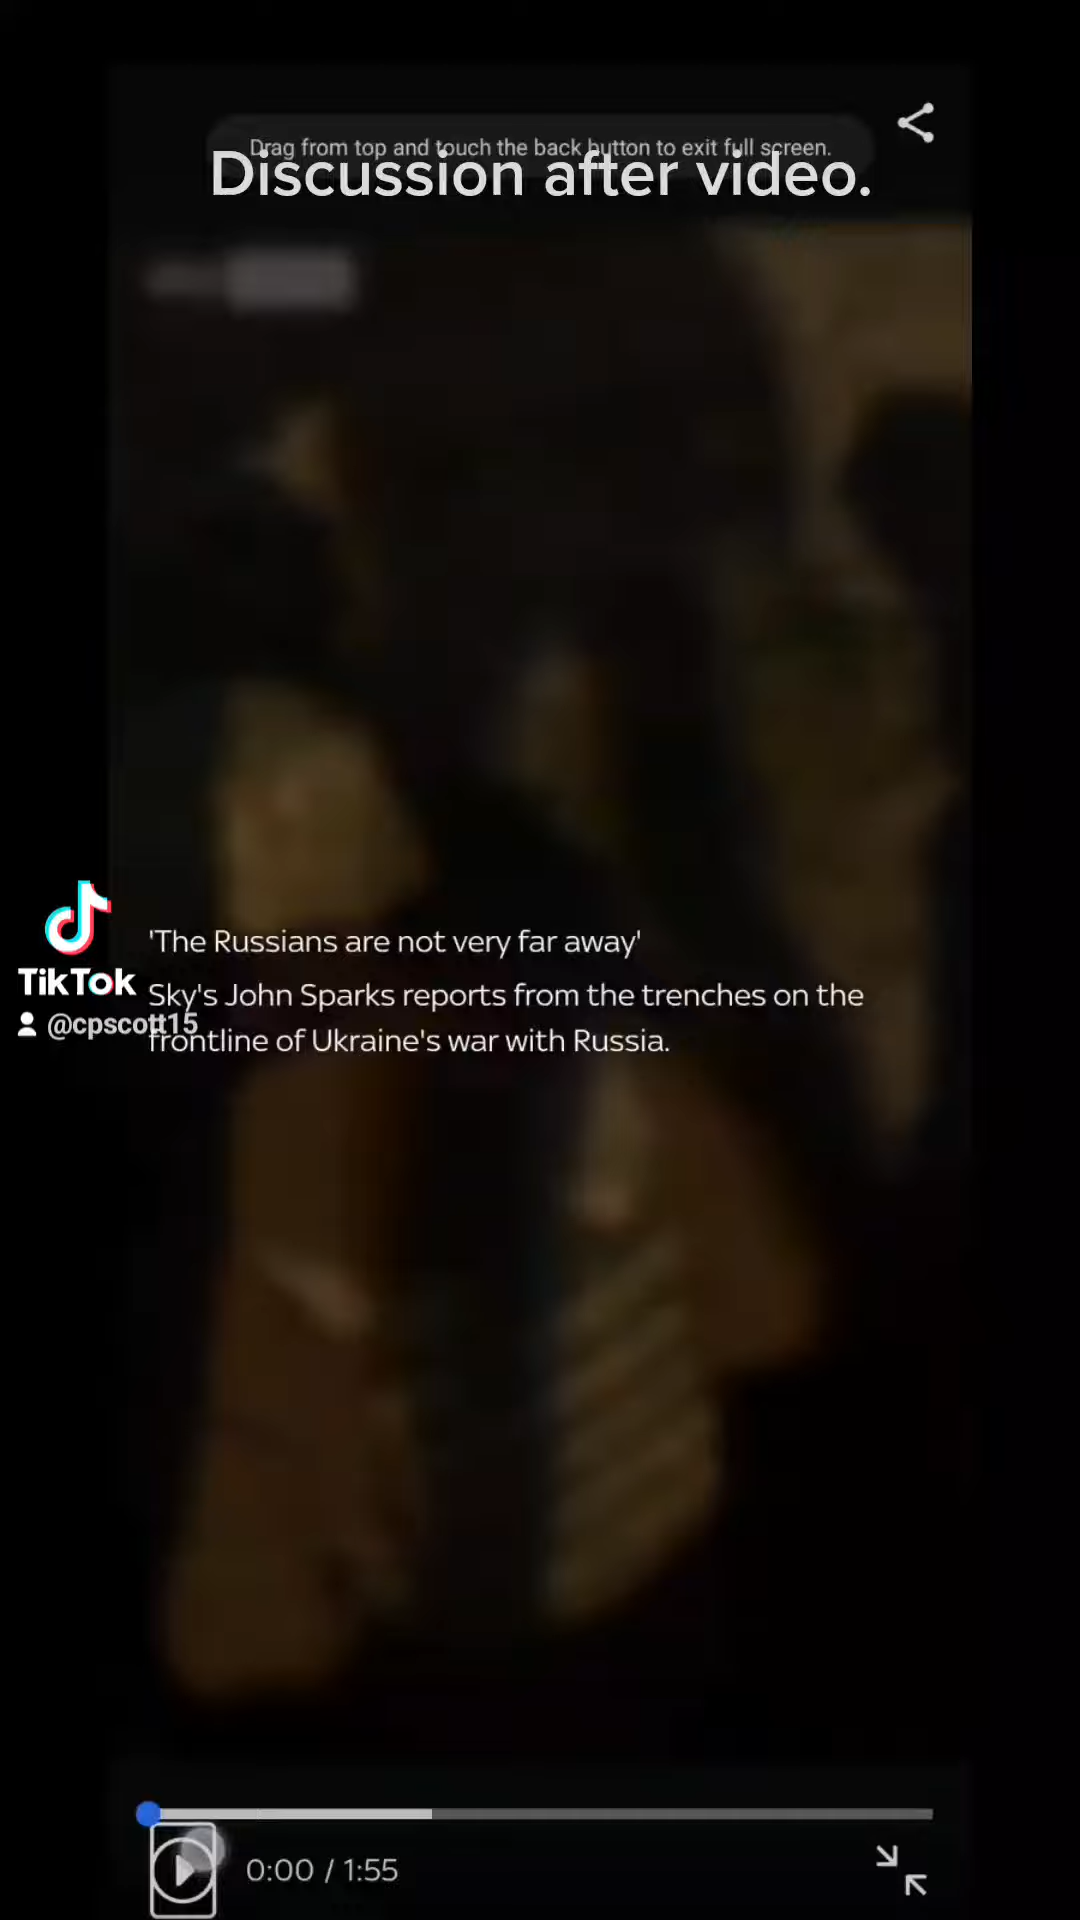 Drag from top and touch the back button to exit full screen.
Discussion after video.
'The Russians are not very far away'
TikTok
Sky's John Sparks reports from the trenches on the
@cpscott15
frontline of Ukraine's war with Russia.
0:00 / 1:55